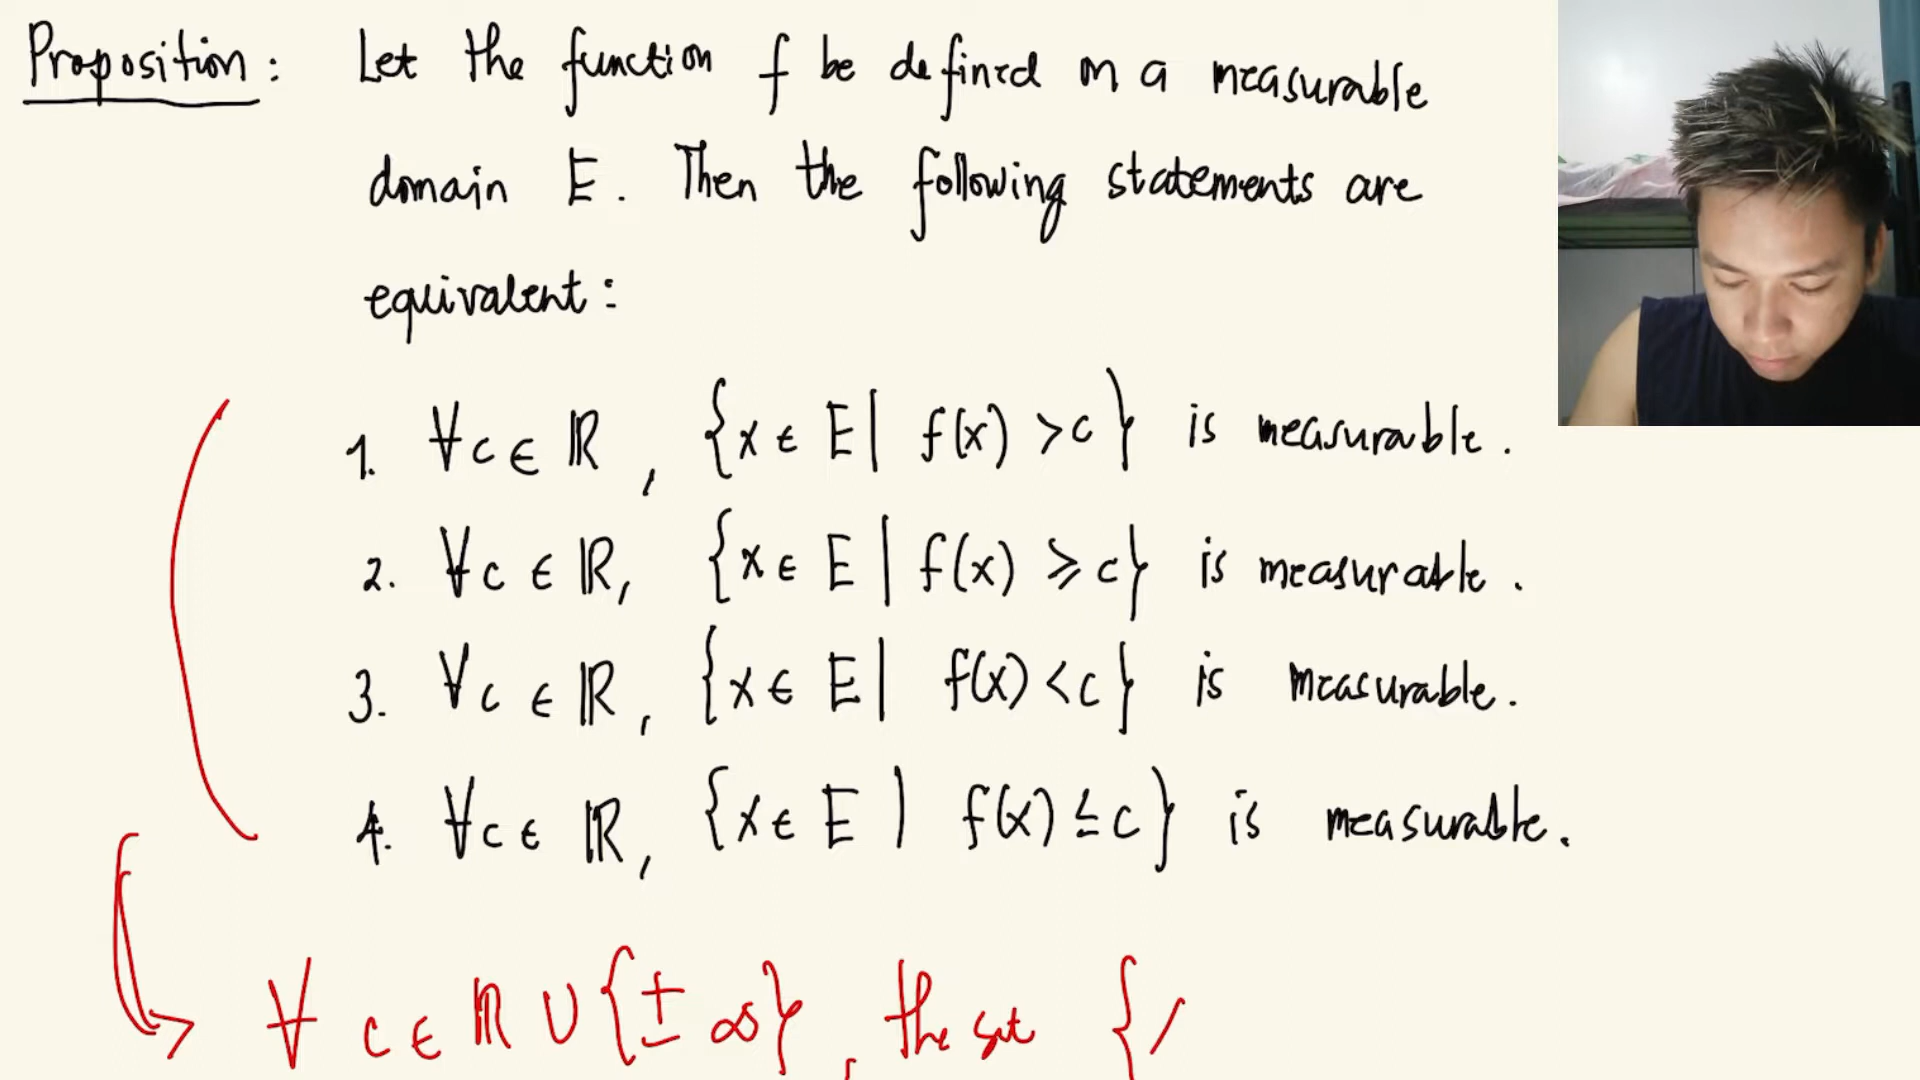 Proposition: Let the function f be defined on a measurable
domain E. Then the following statements are
equivalent:
1. ∀c ∈ ℝ, {x ∈ E | f(x) > c} is measurable.
2. ∀c ∈ ℝ, {x ∈ E | f(x) ⩾ c} is measurable.
3. ∀c ∈ ℝ, {x ∈ E | f(x) < c} is measurable.
4. ∀c ∈ ℝ, {x ∈ E | f(x) ≤ c} is measurable.
∀ c ∈ ℝ ∪ {± ∞}, the set {